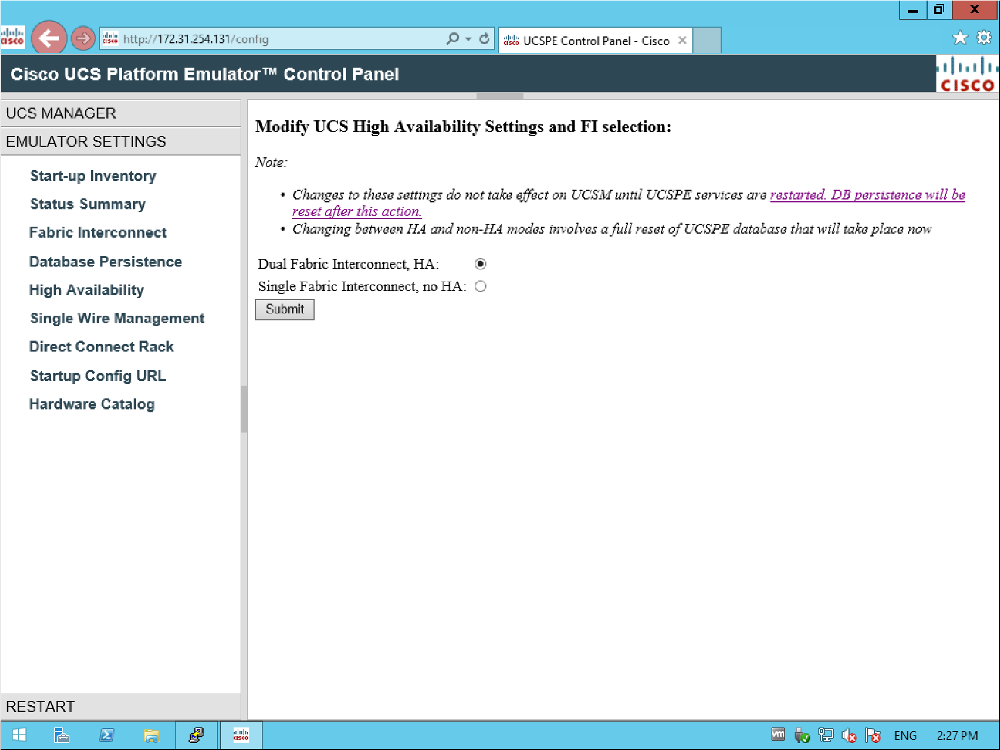 CISCO
http://172.31.254.131/config
CISCO
UCSPE Control Panel - Cisco
Cisco UCS Platform Emulator™ Control Panel
CISCO
UCS MANAGER
EMULATOR SETTINGS
Start-up Inventory
Status Summary
Fabric Interconnect
Database Persistence
High Availability
Single Wire Management
Direct Connect Rack
Startup Config URL
Hardware Catalog
RESTART
Modify UCS High Availability Settings and FI selection:
Note:
• Changes to these settings do not take effect on UCSM until UCSPE services are restarted. DB persistence will be
reset after this action.
• Changing between HA and non-HA modes involves a full reset of UCSPE database that will take place now
Dual Fabric Interconnect, HA:
Single Fabric Interconnect, no HA:
Submit
CISCO
vm
ENG
2:27 PM